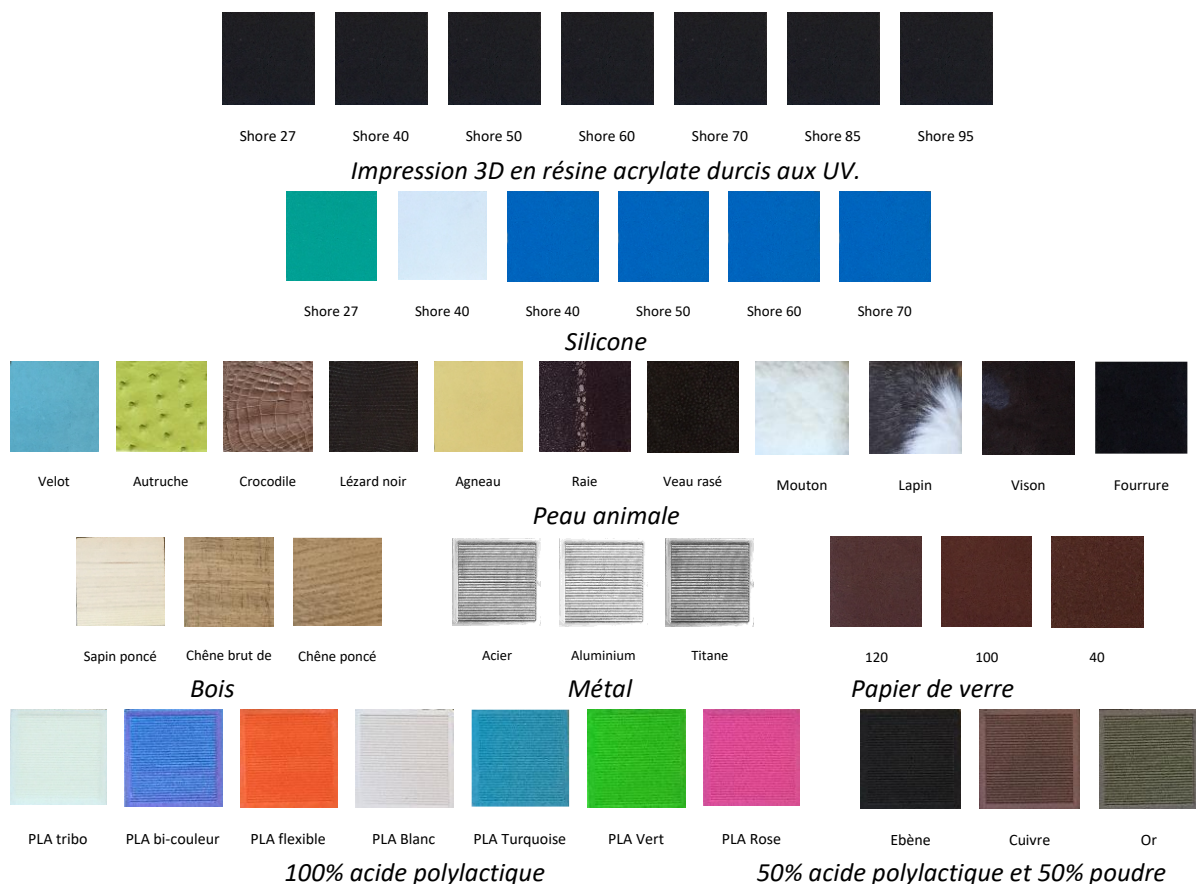 Shore 27 Shore 40 Shore 50 Shore 60 Shore 70 Shore 85 Shore 95
Impression 3D en résine acrylate durcis aux UV.
Shore 27 Shore 40 Shore 40 Shore 50 Shore 60 Shore 70
Silicone
Velot Autruche Crocodile Lézard noir Agneau Raie Veau rasé Mouton Lapin Vison Fourrure
Peau animale
Sapin poncé Chêne brut de Chêne poncé Acier Aluminium Titane 120 100 40
Bois Métal Papier de verre
PLA tribo PLA bi-couleur PLA flexible PLA Blanc PLA Turquoise PLA Vert PLA Rose Ebène Cuivre Or
100% acide polylactique 50% acide polylactique et 50% poudre